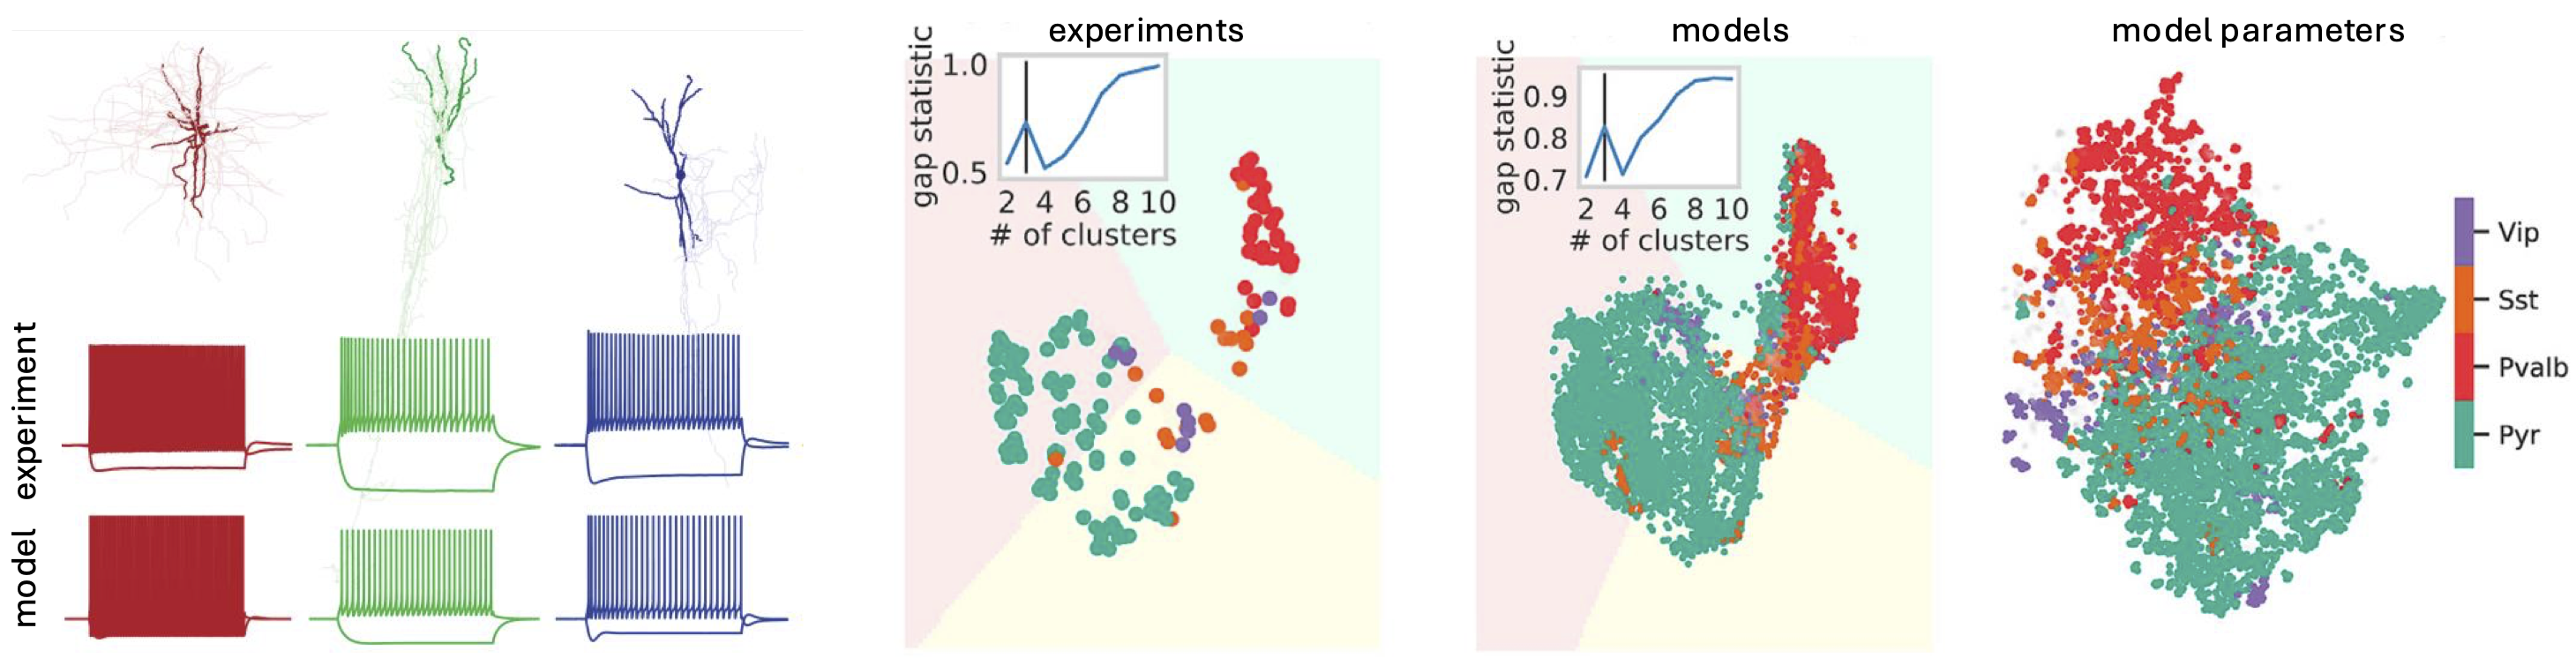 experiment
model
experiments
gap statistic
1.0
0.5
2 4 6 8 10
# of clusters
models
gap statistic
0.9
0.8
0.7
2 4 6 8 10
# of clusters
model parameters
Vip
Sst
Pvalb
Pyr